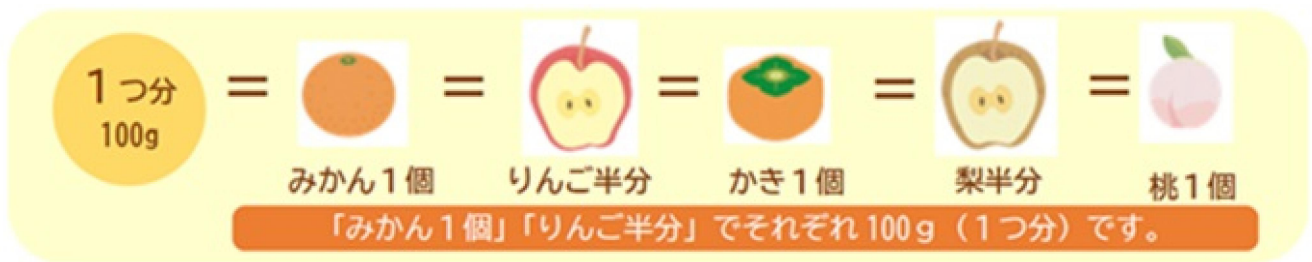 1つ分
100g
= = = = =
みかん1個 りんご半分 かき1個 梨半分 桃1個
「みかん1個」「りんご半分」でそれぞれ100g（1つ分）です。